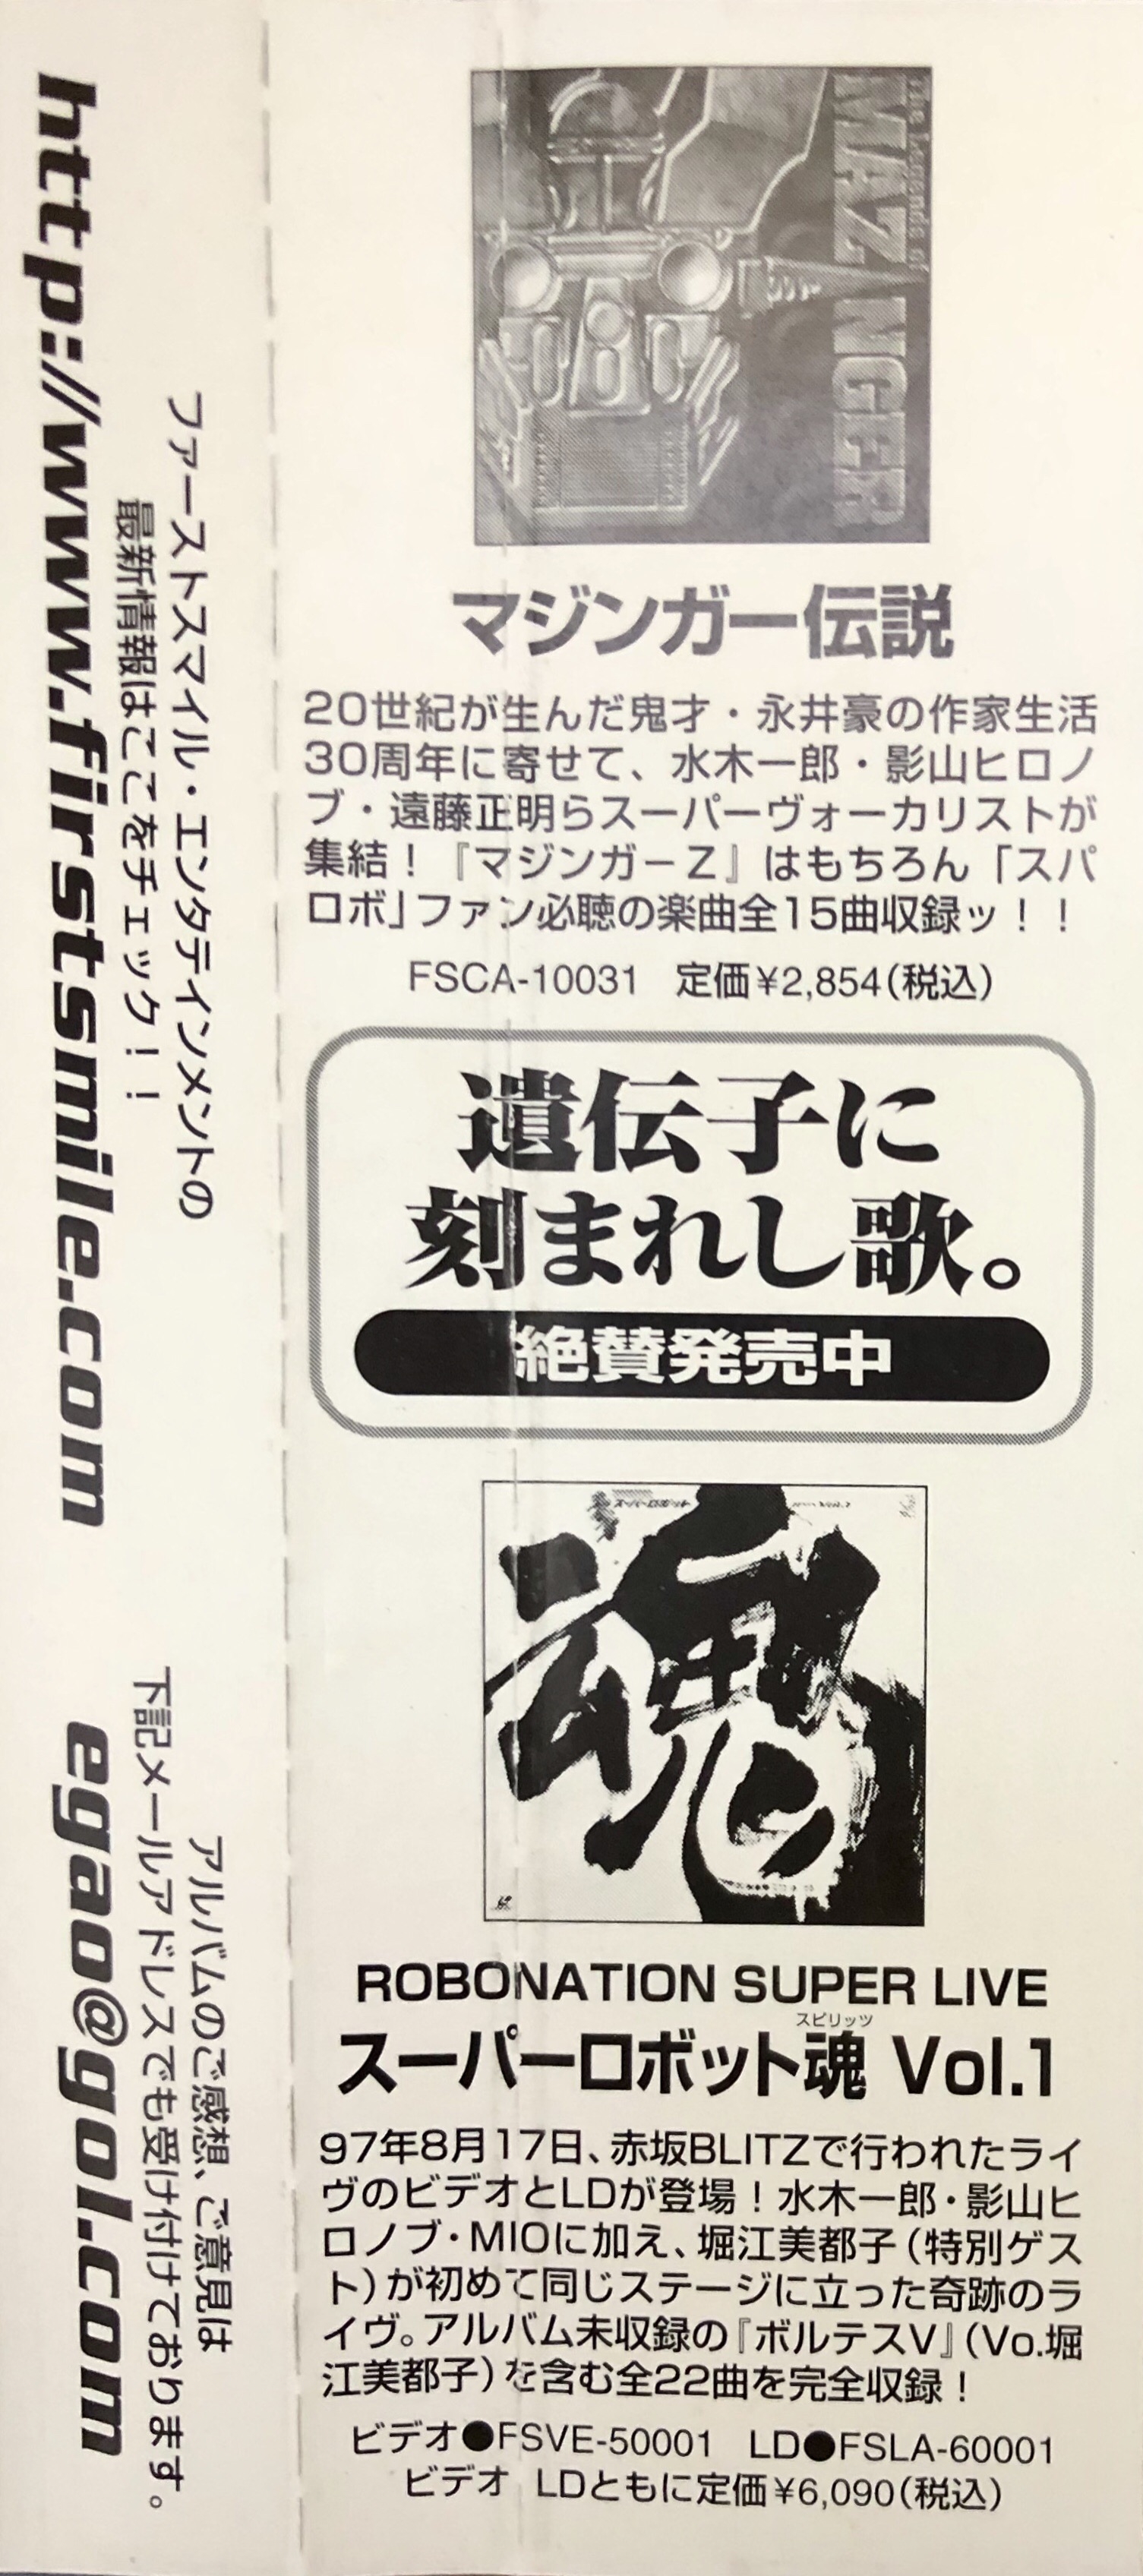 The Legends of
MAZINGER
マジンガー伝説
20世紀が生んだ鬼才・永井豪の作家生活
30周年に寄せて、水木一郎・影山ヒロノ
ブ・遠藤正明らスーパーヴォーカリストが
集結！『マジンガーZ』はもちろん「スパ
ロボ」ファン必聴の楽曲全15曲収録ッ！！
FSCA-10031 定価¥2,854(税込)
遺伝子に
刻まれし歌。
絶賛発売中
スーパーロボット
魂
ROBONATION SUPER LIVE
スピリッツ
スーパーロボット魂 Vol.1
97年8月17日、赤坂BLITZで行われたライ
ヴのビデオとLDが登場！水木一郎・影山ヒ
ロノブ・MIOに加え、堀江美都子（特別ゲス
ト）が初めて同じステージに立った奇跡のラ
イヴ。アルバム未収録の『ボルテスV』（Vo.堀
江美都子）を含む全22曲を完全収録！
ビデオ●FSVE-50001 LD●FSLA-60001
ビデオ LDともに定価¥6,090(税込)
ファーストスマイル・エンタテインメントの
最新情報はここをチェック！！
http://www.firstsmile.com
アルバムのご感想、ご意見は
下記メールアドレスでも受け付けております。
egao@gol.com